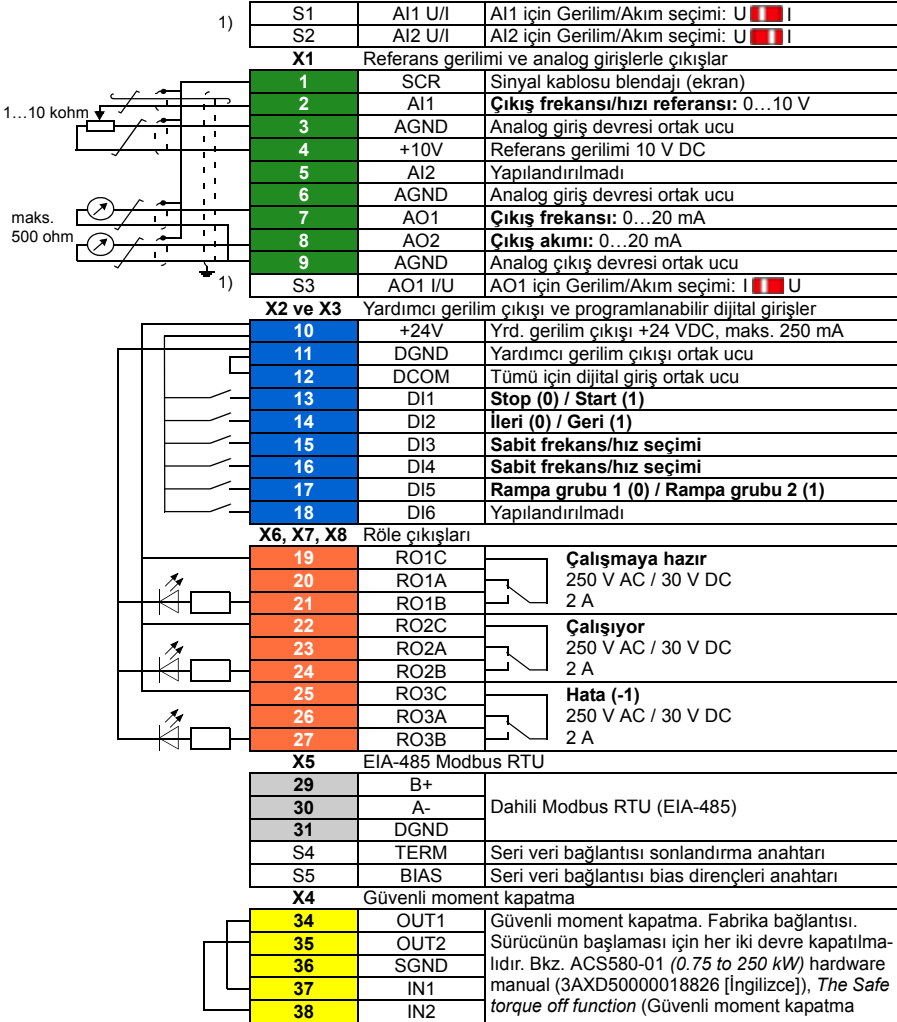 1)
S1 AI1 U/I AI1 için Gerilim/Akım seçimi: U I
S2 AI2 U/I AI2 için Gerilim/Akım seçimi: U I
X1 Referans gerilimi ve analog girişlerle çıkışlar
1 SCR Sinyal kablosu blendajı (ekran)
1…10 kohm
2 AI1 Çıkış frekansı/hızı referansı: 0…10 V
3 AGND Analog giriş devresi ortak ucu
4 +10V Referans gerilimi 10 V DC
5 AI2 Yapılandırılmadı
6 AGND Analog giriş devresi ortak ucu
maks.
500 ohm
7 AO1 Çıkış frekansı: 0…20 mA
8 AO2 Çıkış akımı: 0…20 mA
9 AGND Analog çıkış devresi ortak ucu
1)
S3 AO1 I/U AO1 için Gerilim/Akım seçimi: I U
X2 ve X3 Yardımcı gerilim çıkışı ve programlanabilir dijital girişler
10 +24V Yrd. gerilim çıkışı +24 VDC, maks. 250 mA
11 DGND Yardımcı gerilim çıkışı ortak ucu
12 DCOM Tümü için dijital giriş ortak ucu
13 DI1 Stop (0) / Start (1)
14 DI2 İleri (0) / Geri (1)
15 DI3 Sabit frekans/hız seçimi
16 DI4 Sabit frekans/hız seçimi
17 DI5 Rampa grubu 1 (0) / Rampa grubu 2 (1)
18 DI6 Yapılandırılmadı
X6, X7, X8 Röle çıkışları
19 RO1C Çalışmaya hazır
20 RO1A 250 V AC / 30 V DC
21 RO1B 2 A
22 RO2C Çalışıyor
23 RO2A 250 V AC / 30 V DC
24 RO2B 2 A
25 RO3C Hata (-1)
26 RO3A 250 V AC / 30 V DC
27 RO3B 2 A
X5 EIA-485 Modbus RTU
29 B+
30 A- Dahili Modbus RTU (EIA-485)
31 DGND
S4 TERM Seri veri bağlantısı sonlandırma anahtarı
S5 BIAS Seri veri bağlantısı bias dirençleri anahtarı
X4 Güvenli moment kapatma
34 OUT1 Güvenli moment kapatma. Fabrika bağlantısı.
35 OUT2 Sürücünün başlaması için her iki devre kapatılma-
36 SGND lıdır. Bkz. ACS580-01 (0.75 to 250 kW) hardware
37 IN1 manual (3AXD50000018826 [İngilizce]), The Safe
38 IN2 torque off function (Güvenli moment kapatma